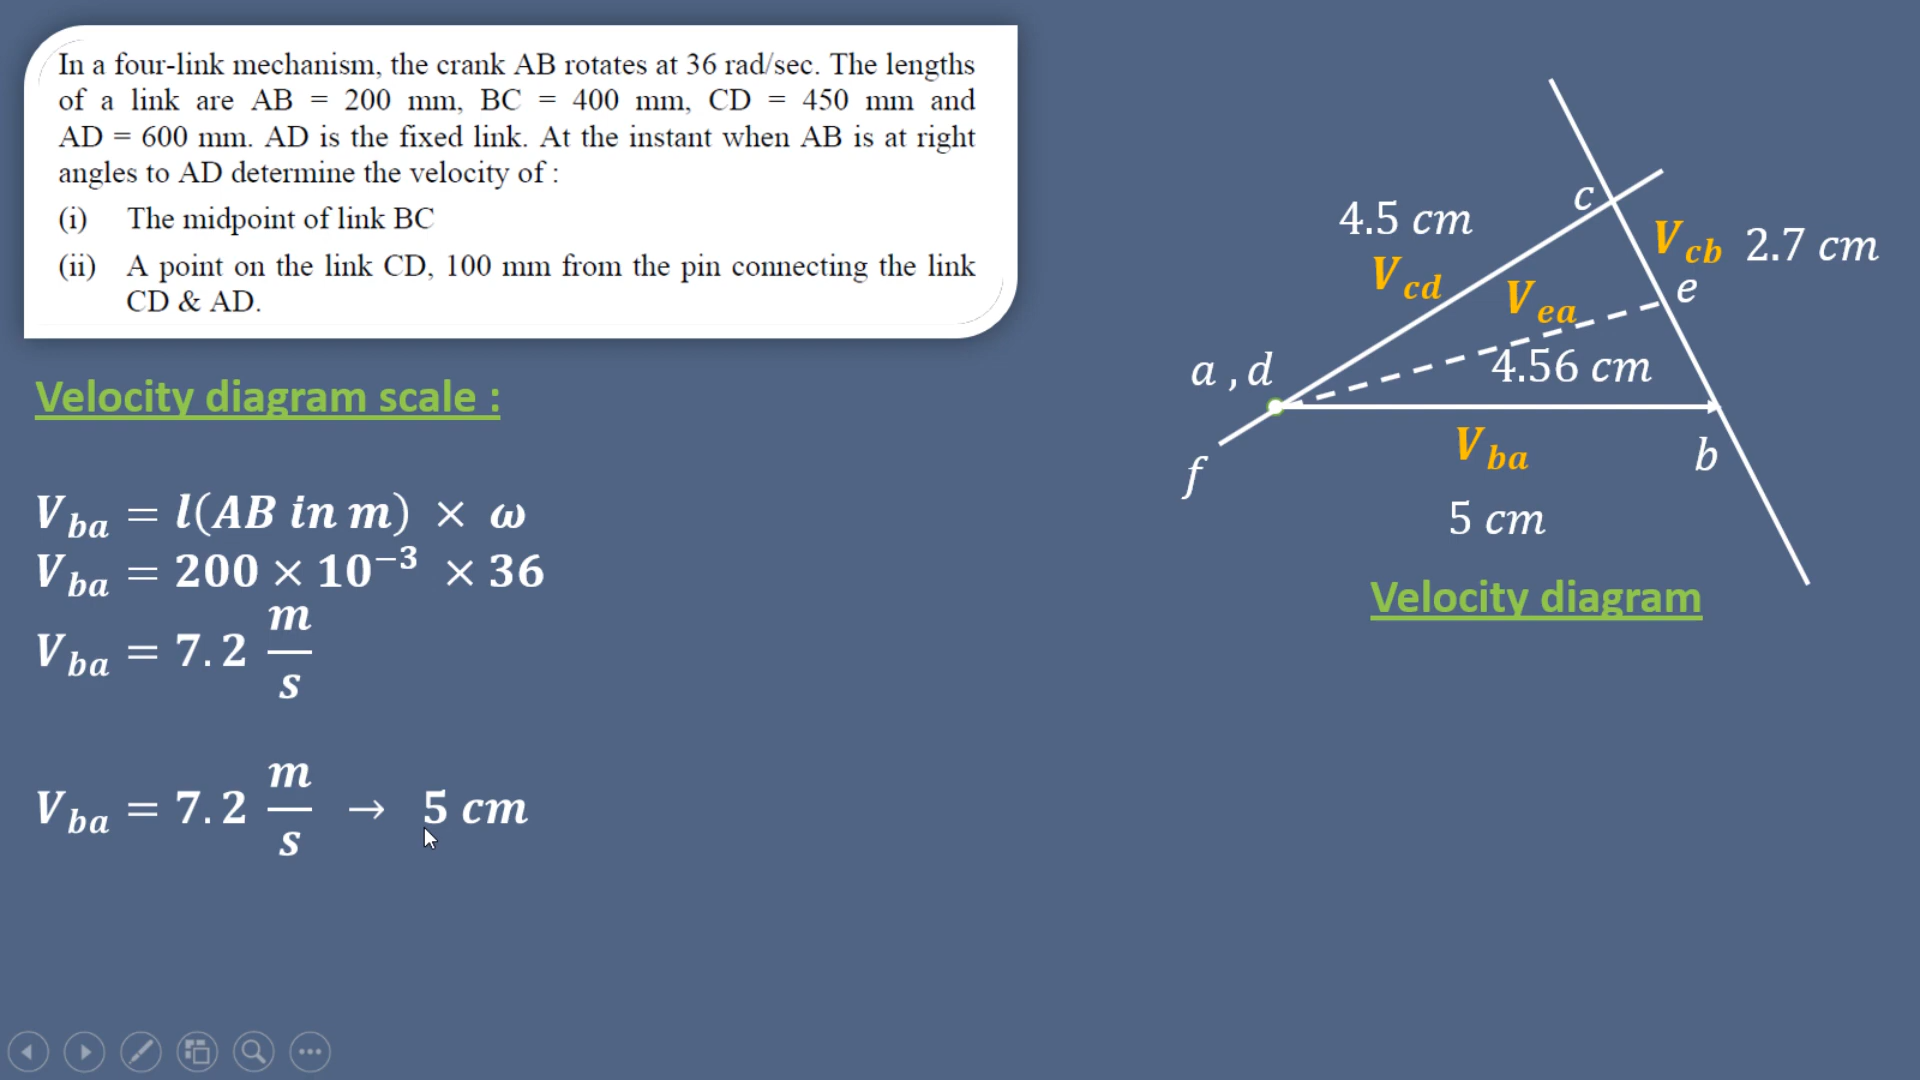 In a four-link mechanism, the crank AB rotates at 36 rad/sec. The lengths
of a link are AB = 200 mm, BC = 400 mm, CD = 450 mm and
AD = 600 mm. AD is the fixed link. At the instant when AB is at right
angles to AD determine the velocity of :
(i) The midpoint of link BC
(ii) A point on the link CD, 100 mm from the pin connecting the link
CD & AD.
Velocity diagram scale :
V_ba = l(AB in m) × ω
V_ba = 200 × 10⁻³ × 36
V_ba = 7.2 m/s
V_ba = 7.2 m/s → 5 cm
c
4.5 cm
V_cd
V_cb 2.7 cm
e
V_ea
4.56 cm
a , d
V_ba
b
f
5 cm
Velocity diagram